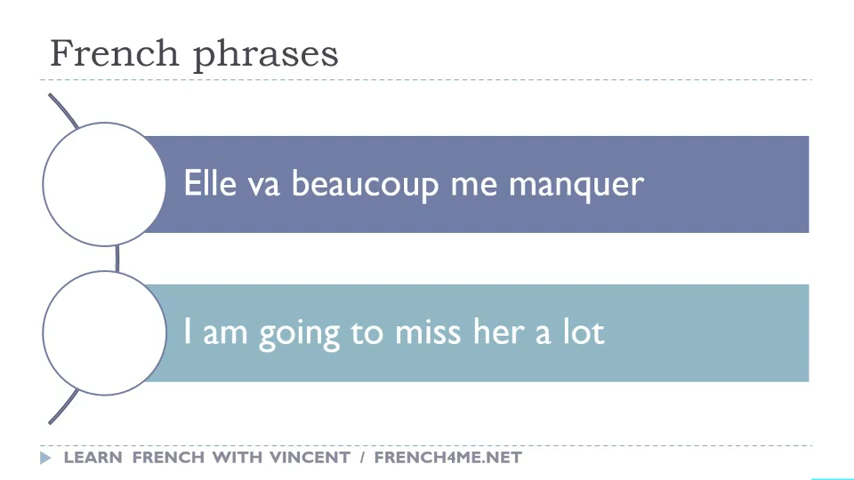 French phrases
Elle va beaucoup me manquer
I am going to miss her a lot
LEARN FRENCH WITH VINCENT / FRENCH4ME.NET